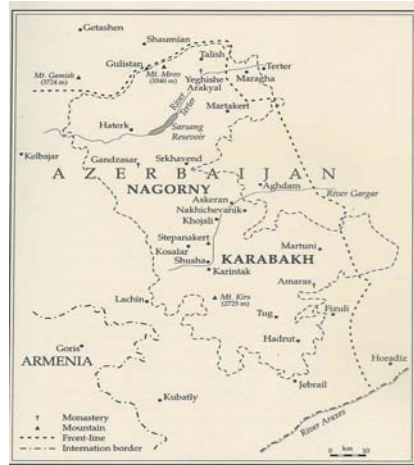 Getashen
Shaumian
Talish
Gulistan
Mt. Mrov
(3340 m)
Mt. Gamish
(3724 m)
Yeghishe
Arakyal
Terter
Maragha
River
Terter
Martakert
Haterk
Sarsang
Resevoir
Kelbajar
Gandzasar
Srkhavend
AZERBAIJAN
NAGORNY
Aghdam
Askeran
River Gargar
Nakhichevanik
Khojali
Stepanakert
Martuni
Kosalar
KARABAKH
Shusha
Karintak
Amaras
Lachin
Mt. Kirs
(2725 m)
Tug
Fizuli
Goris
Hadrut
ARMENIA
Horadiz
Jebrail
Kubatly
River Araxes
Monastery
Mountain
Front-line
Internation border
km
0 10